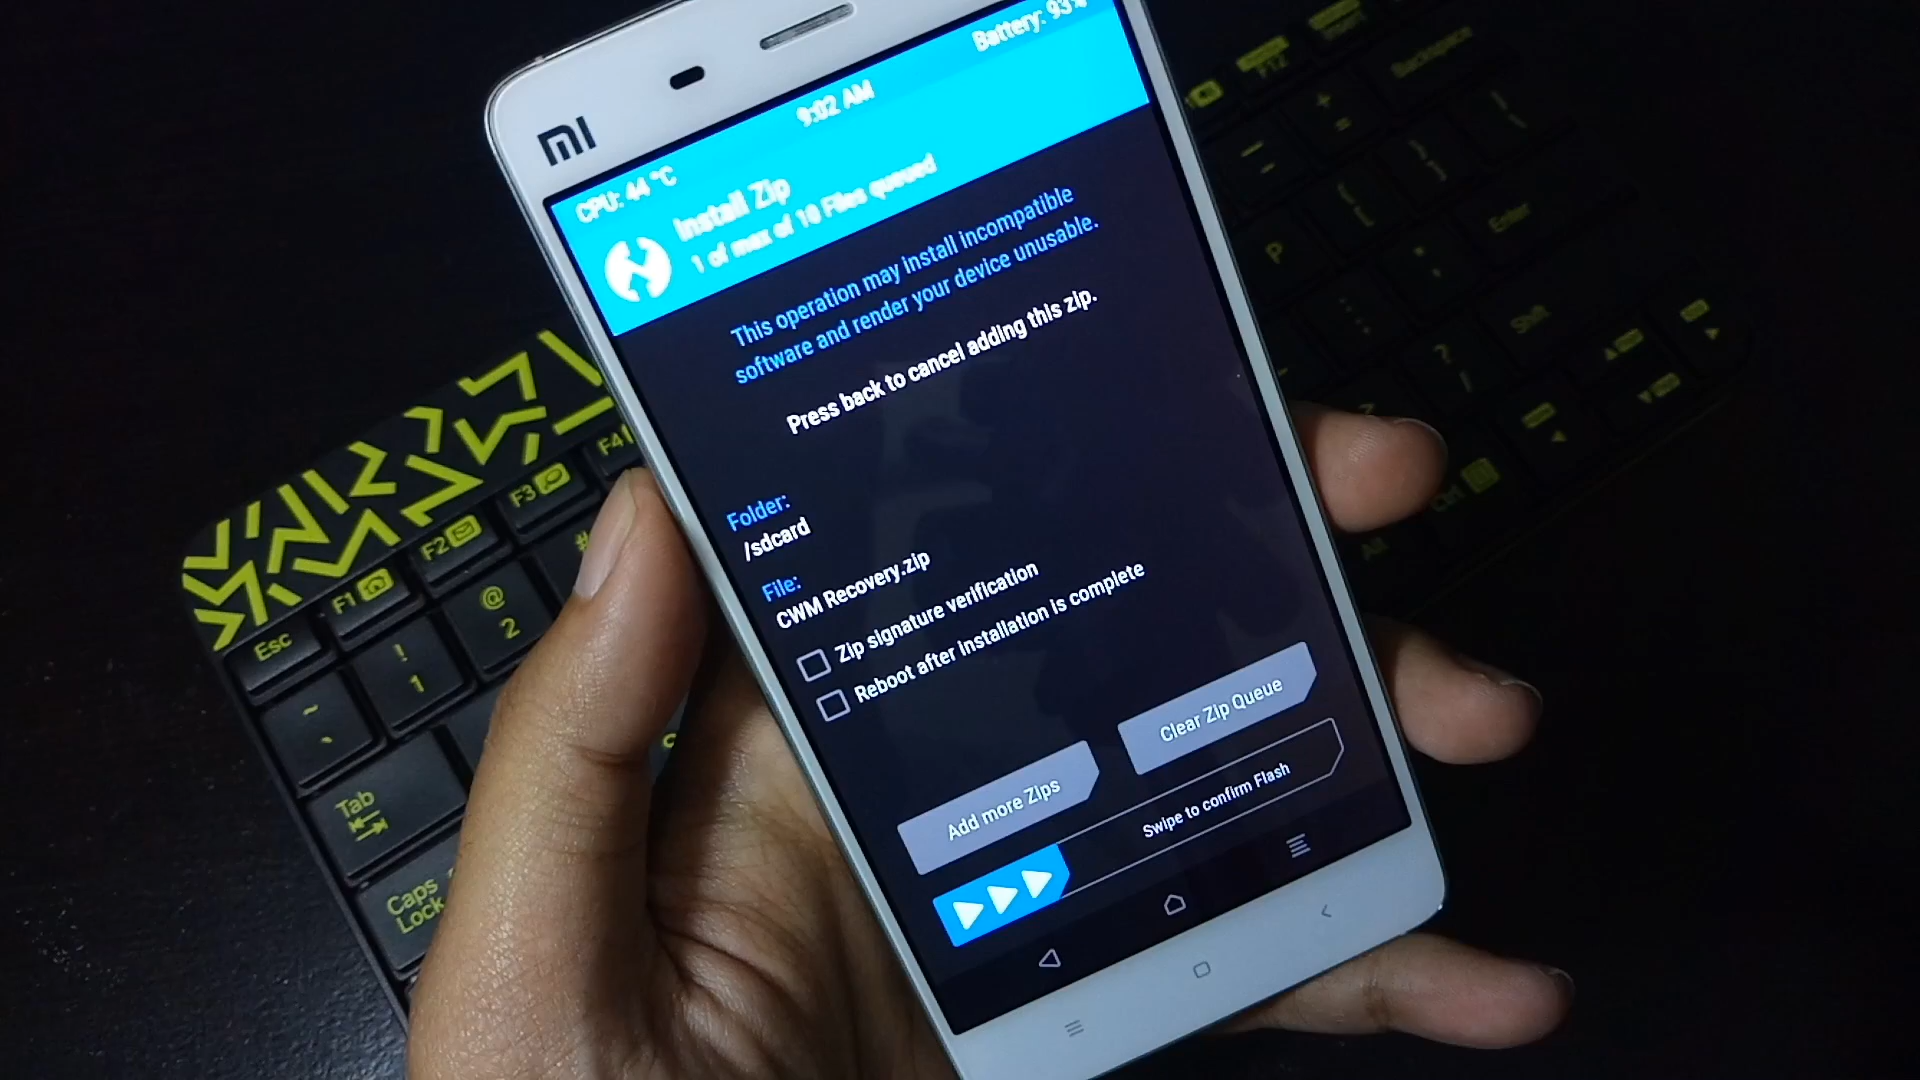 MI
Battery: 93%
9:02 AM
CPU: 44 °C
Install Zip
1 of max of 10 Files queued
This operation may install incompatible
software and render your device unusable.
Press back to cancel adding this zip.
Folder:
/sdcard
File:
CWM Recovery.zip
Zip signature verification
Reboot after installation is complete
Clear Zip Queue
Add more Zips
Swipe to confirm Flash
Esc
F1
F2
F3
F4
F12
Backspace
~
`
!
1
@
2
#
+
=
P
Enter
Shift
?
/
Tab
Caps
Lock
Alt
Ctrl